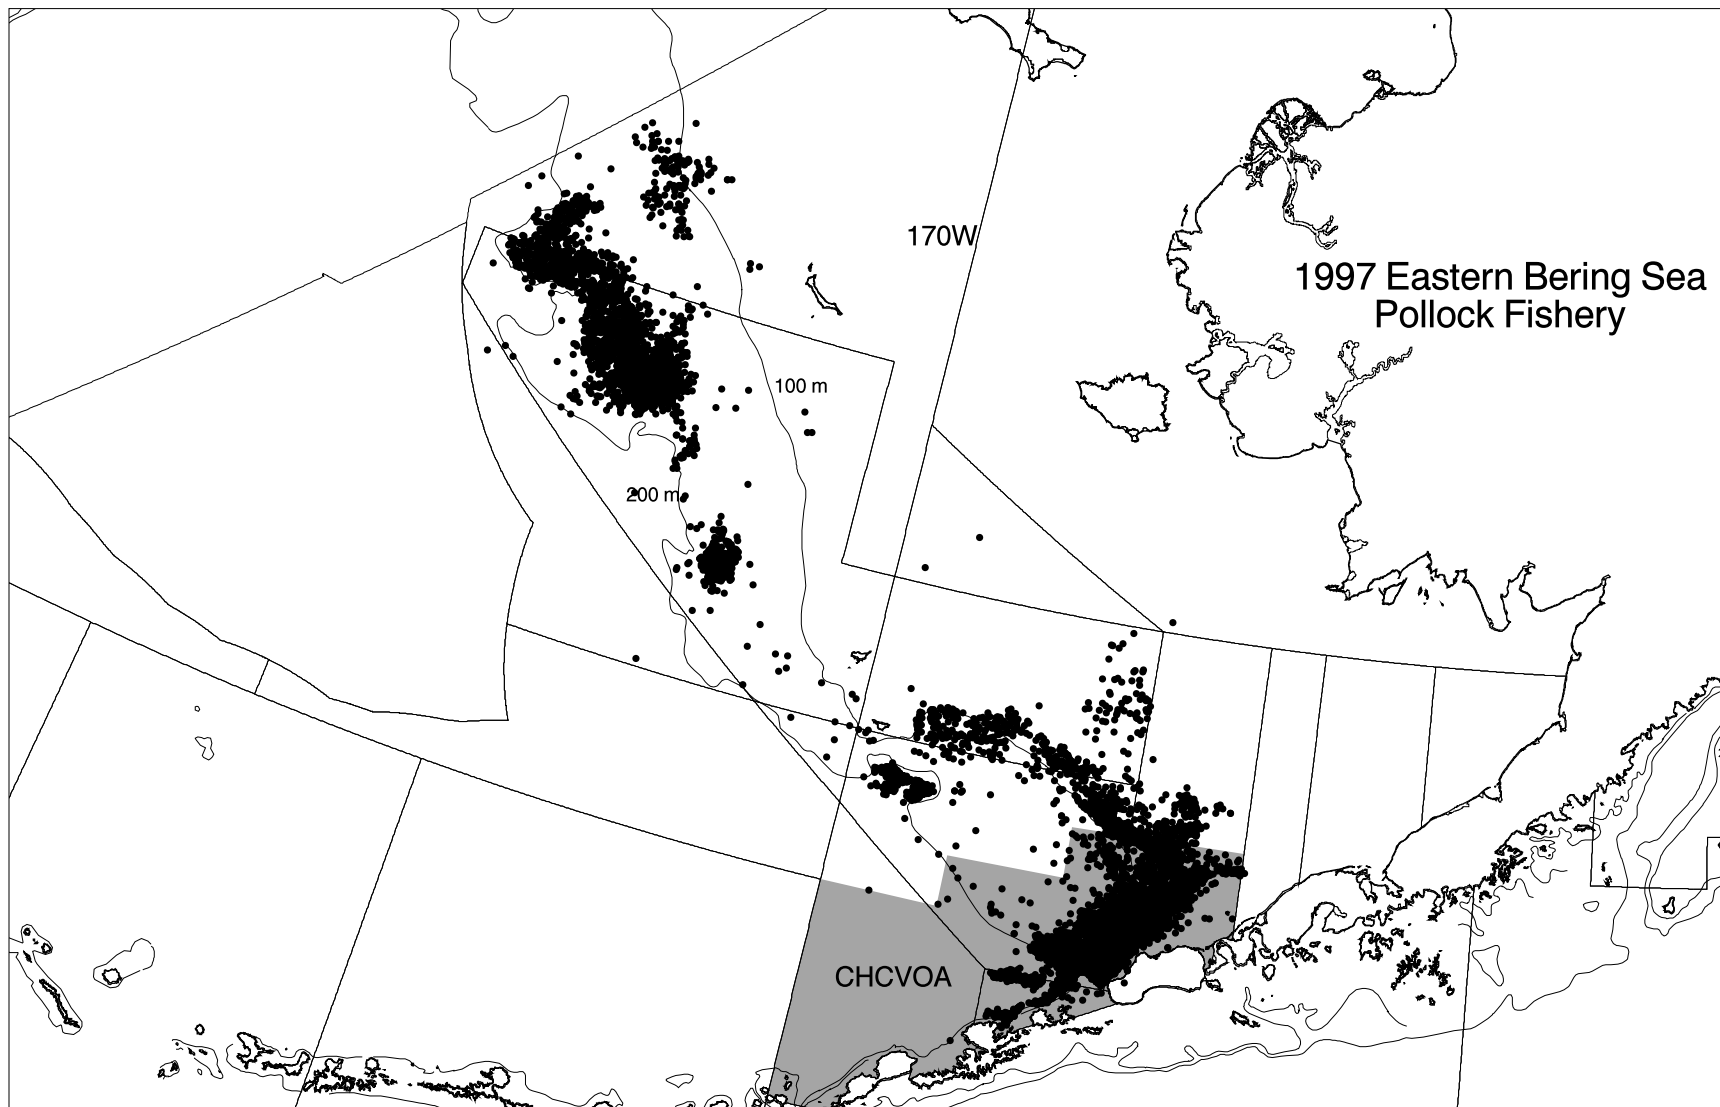 170W
1997 Eastern Bering Sea
Pollock Fishery
100 m
200 m
CHCVOA